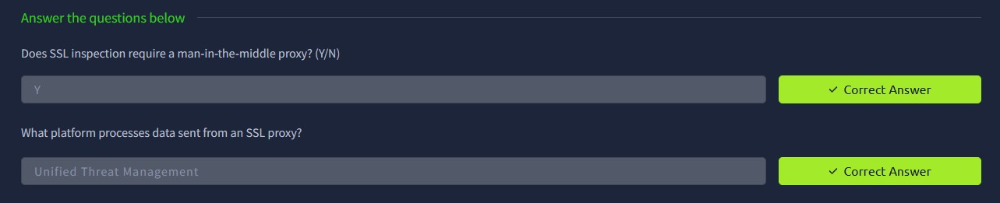 Answer the questions below
Does SSL inspection require a man-in-the-middle proxy? (Y/N)
Y
Correct Answer
What platform processes data sent from an SSL proxy?
Unified Threat Management
Correct Answer